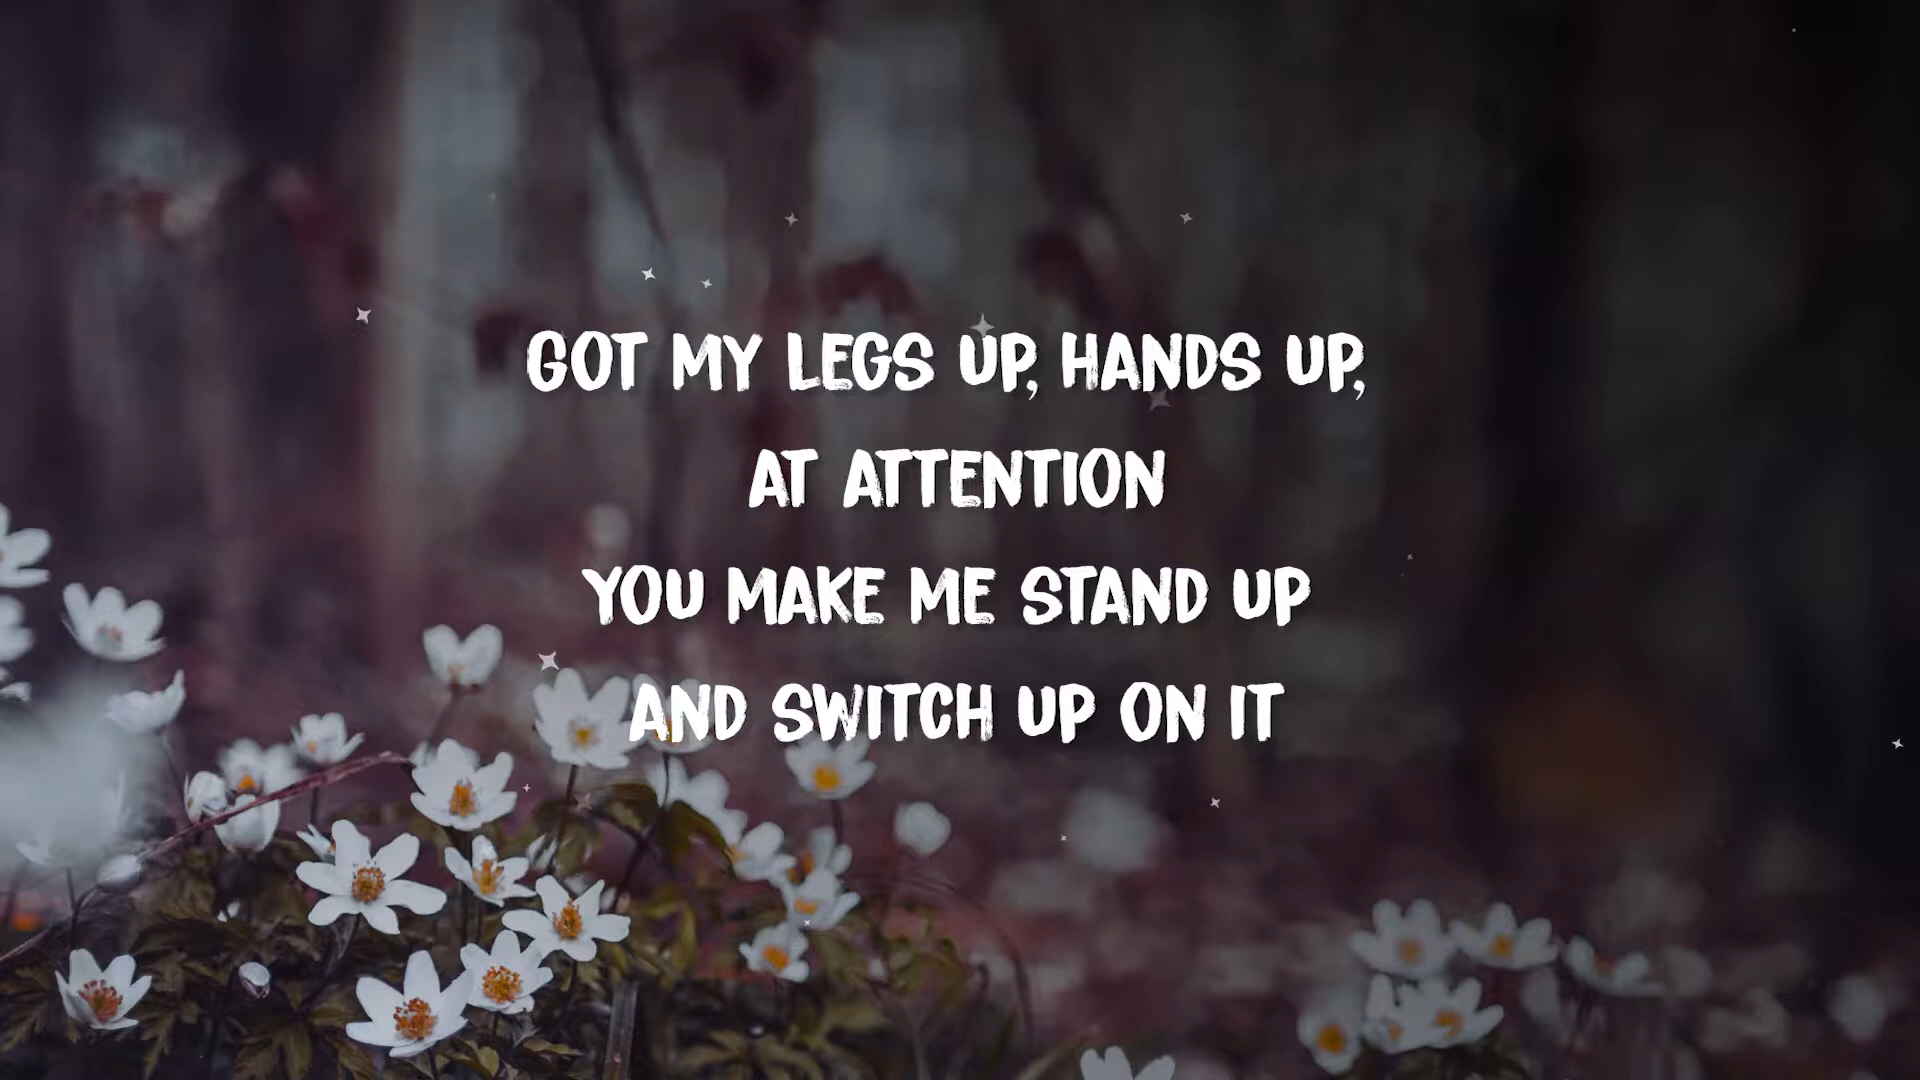 GOT MY LEGS UP, HANDS UP,
AT ATTENTION
YOU MAKE ME STAND UP
AND SWITCH UP ON IT